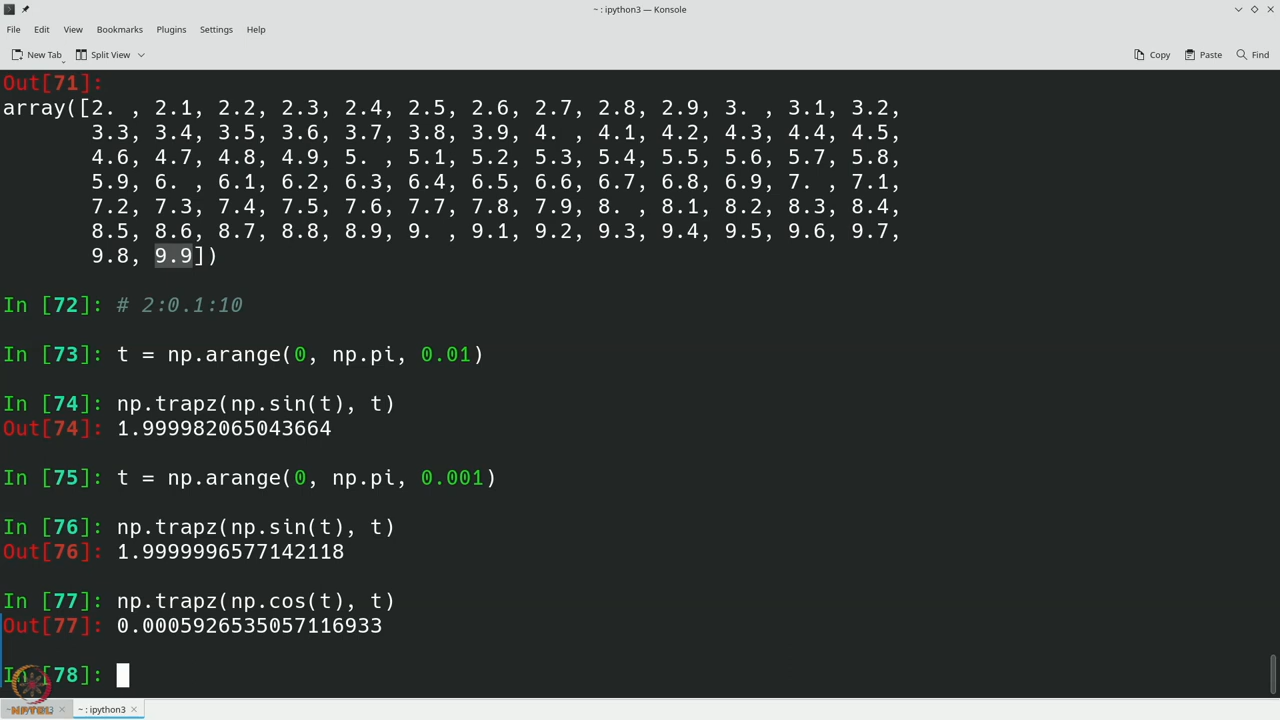 ~ : ipython3 — Konsole
File Edit View Bookmarks Plugins Settings Help
New Tab Split View Copy Paste Find
Out[71]:
array([2. , 2.1, 2.2, 2.3, 2.4, 2.5, 2.6, 2.7, 2.8, 2.9, 3. , 3.1, 3.2,
3.3, 3.4, 3.5, 3.6, 3.7, 3.8, 3.9, 4. , 4.1, 4.2, 4.3, 4.4, 4.5,
4.6, 4.7, 4.8, 4.9, 5. , 5.1, 5.2, 5.3, 5.4, 5.5, 5.6, 5.7, 5.8,
5.9, 6. , 6.1, 6.2, 6.3, 6.4, 6.5, 6.6, 6.7, 6.8, 6.9, 7. , 7.1,
7.2, 7.3, 7.4, 7.5, 7.6, 7.7, 7.8, 7.9, 8. , 8.1, 8.2, 8.3, 8.4,
8.5, 8.6, 8.7, 8.8, 8.9, 9. , 9.1, 9.2, 9.3, 9.4, 9.5, 9.6, 9.7,
9.8, 9.9])
In [72]: # 2:0.1:10
In [73]: t = np.arange(0, np.pi, 0.01)
In [74]: np.trapz(np.sin(t), t)
Out[74]: 1.999982065043664
In [75]: t = np.arange(0, np.pi, 0.001)
In [76]: np.trapz(np.sin(t), t)
Out[76]: 1.9999996577142118
In [77]: np.trapz(np.cos(t), t)
Out[77]: 0.0005926535057116933
In [78]:
NPTEL
~ : ipython3